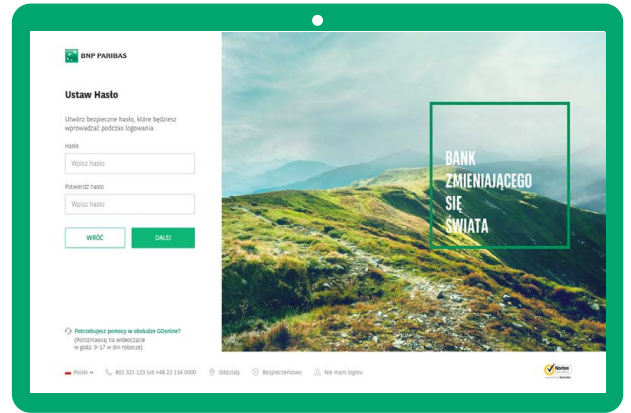 BNP PARIBAS
Ustaw Hasło
Utwórz bezpieczne hasło, które będziesz
wprowadzać podczas logowania.
Hasło
Wpisz hasło
Potwierdź hasło
Wpisz hasło
WRÓĆ
DALEJ
BANK
ZMIENIAJĄCEGO
SIĘ
ŚWIATA
Potrzebujesz pomocy w obsłudze GOonline?
(Porozmawiaj na wideoczacie
w godz. 9-17 w dni robocze)
Polski
801 321 123 lub +48 22 134 0000
Oddziały
Bezpieczeństwo
Nie mam loginu
Norton